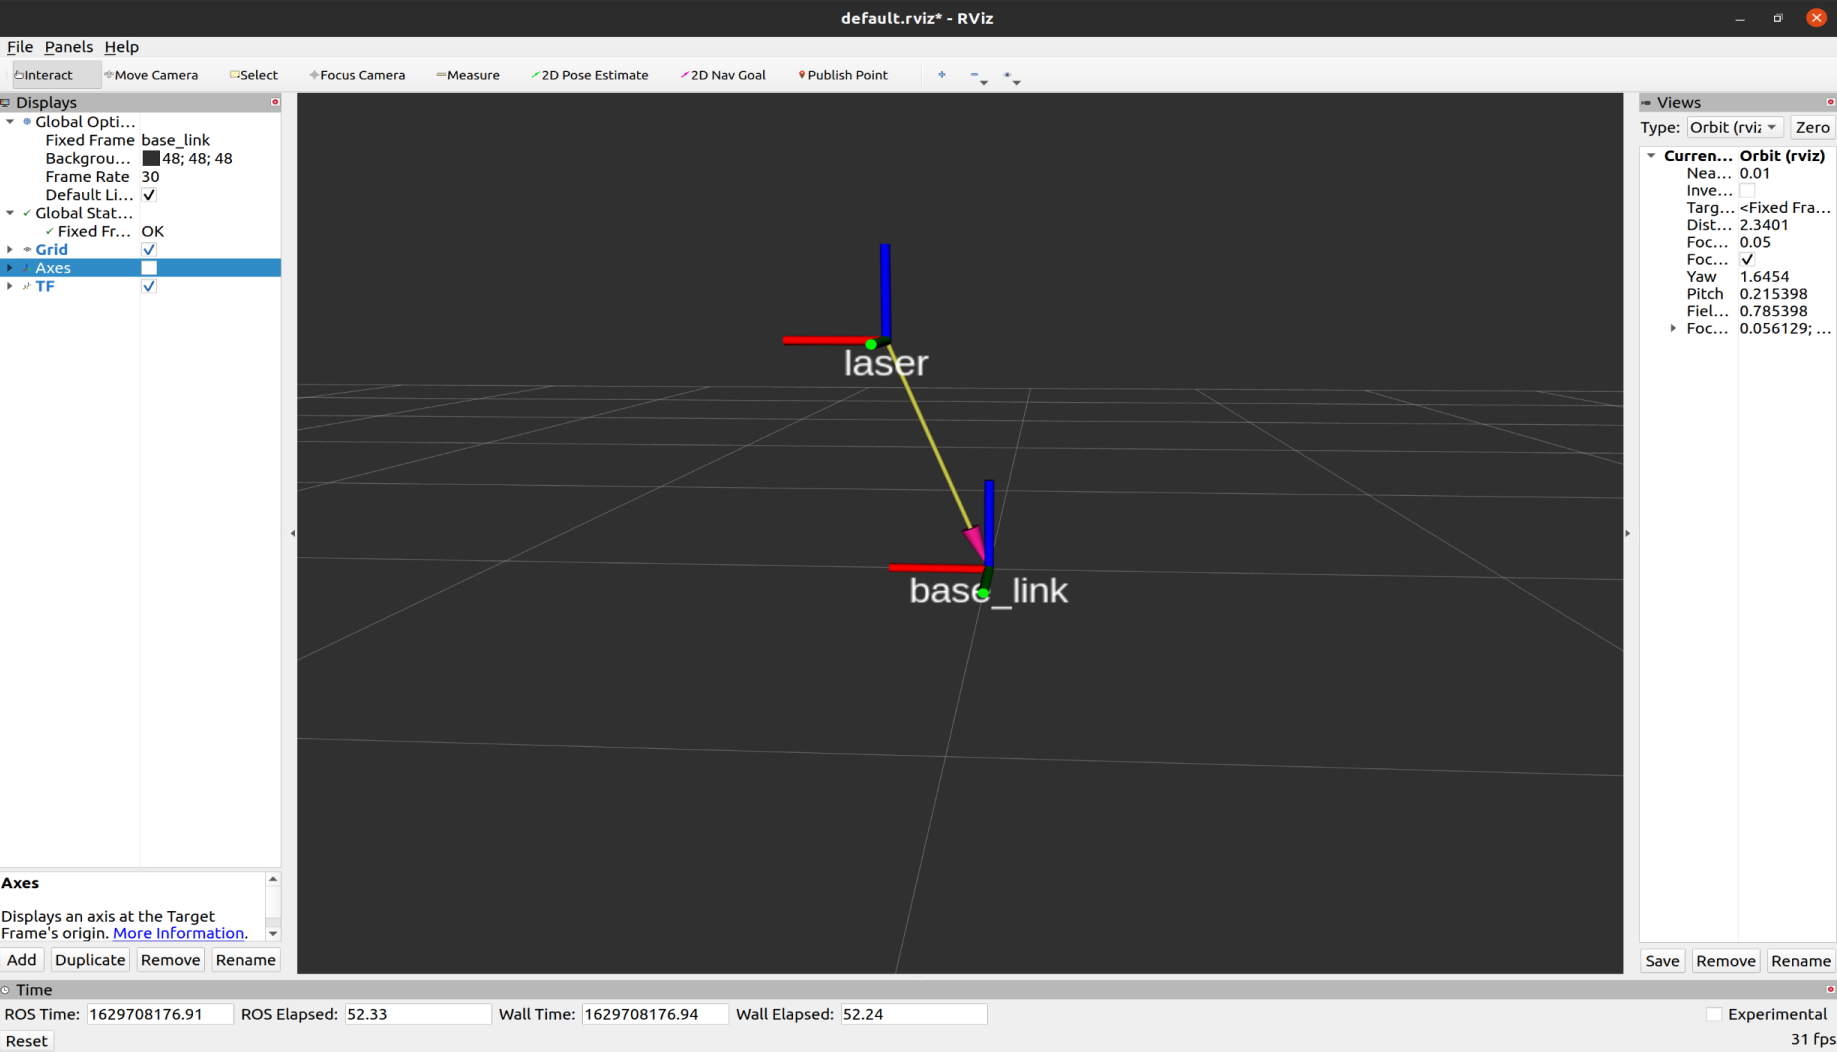 default.rviz* - RViz
File Panels Help
Interact Move Camera Select Focus Camera Measure 2D Pose Estimate 2D Nav Goal Publish Point
Displays
Global Opti...
Fixed Frame base_link
Backgrou... 48; 48; 48
Frame Rate 30
Default Li...
Global Stat...
Fixed Fr... OK
Grid
Axes
TF
Axes
Displays an axis at the Target
Frame's origin. More Information.
Add Duplicate Remove Rename
laser
base_link
Views
Type: Orbit (rviz Zero
Curren... Orbit (rviz)
Nea... 0.01
Inve...
Targ... <Fixed Fra...
Dist... 2.3401
Foc... 0.05
Foc...
Yaw 1.6454
Pitch 0.215398
Fiel... 0.785398
Foc... 0.056129; ...
Save Remove Rename
Time
ROS Time: 1629708176.91 ROS Elapsed: 52.33 Wall Time: 1629708176.94 Wall Elapsed: 52.24 Experimental
Reset 31 fps